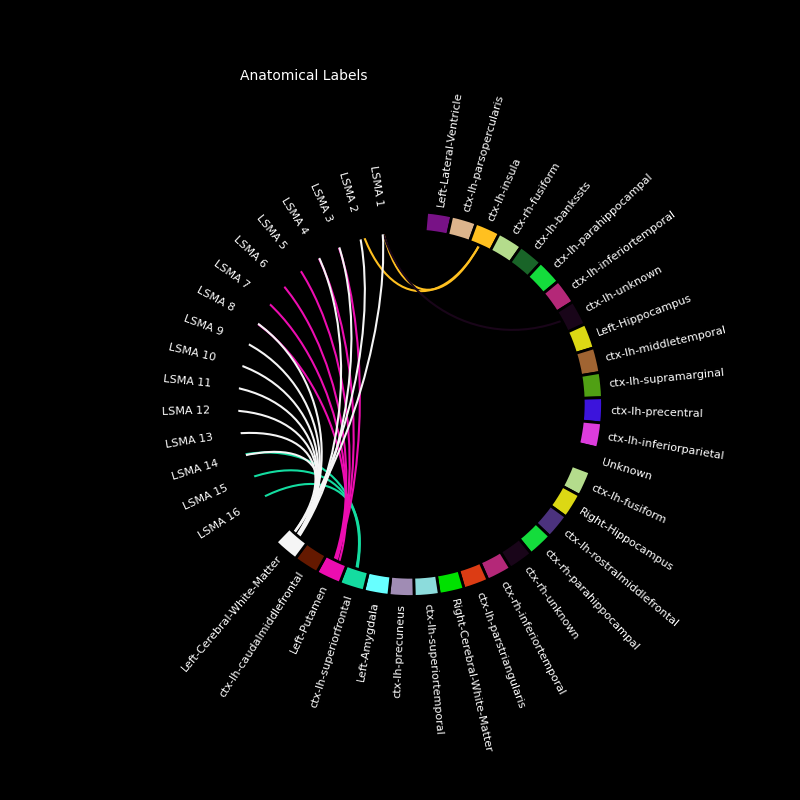 Anatomical Labels
Left-Lateral-Ventricle
ctx-lh-parsopercularis
ctx-lh-insula
ctx-rh-fusiform
ctx-lh-bankssts
ctx-lh-parahippocampal
ctx-lh-inferiortemporal
ctx-lh-unknown
Left-Hippocampus
ctx-lh-middletemporal
ctx-lh-supramarginal
ctx-lh-precentral
ctx-lh-inferiorparietal
Unknown
ctx-lh-fusiform
Right-Hippocampus
ctx-lh-rostralmiddlefrontal
ctx-rh-parahippocampal
ctx-rh-unknown
ctx-rh-inferiortemporal
ctx-lh-parstriangularis
Right-Cerebral-White-Matter
ctx-lh-superiortemporal
ctx-lh-precuneus
Left-Amygdala
ctx-lh-superiorfrontal
Left-Putamen
ctx-lh-caudalmiddlefrontal
Left-Cerebral-White-Matter
LSMA 16
LSMA 15
LSMA 14
LSMA 13
LSMA 12
LSMA 11
LSMA 10
LSMA 9
LSMA 8
LSMA 7
LSMA 6
LSMA 5
LSMA 4
LSMA 3
LSMA 2
LSMA 1